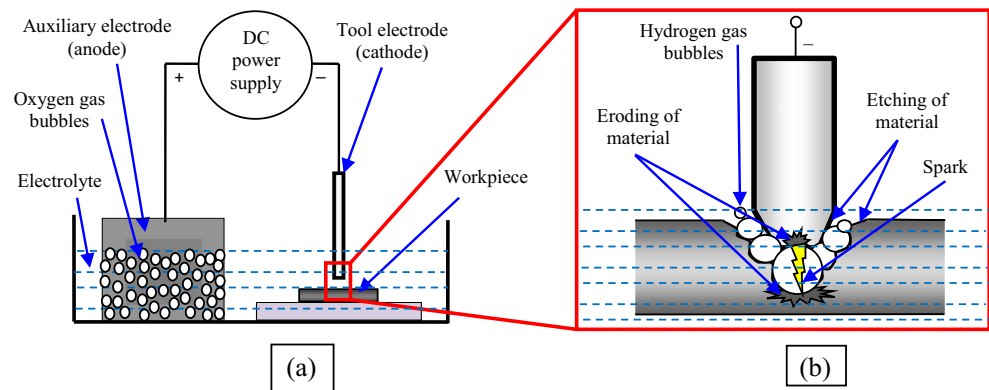 Auxiliary electrode
(anode)
DC
power
supply
+
–
Tool electrode
(cathode)
Oxygen gas
bubbles
Electrolyte
Workpiece
(a)
Hydrogen gas
bubbles
–
Eroding of
material
Etching of
material
Spark
(b)